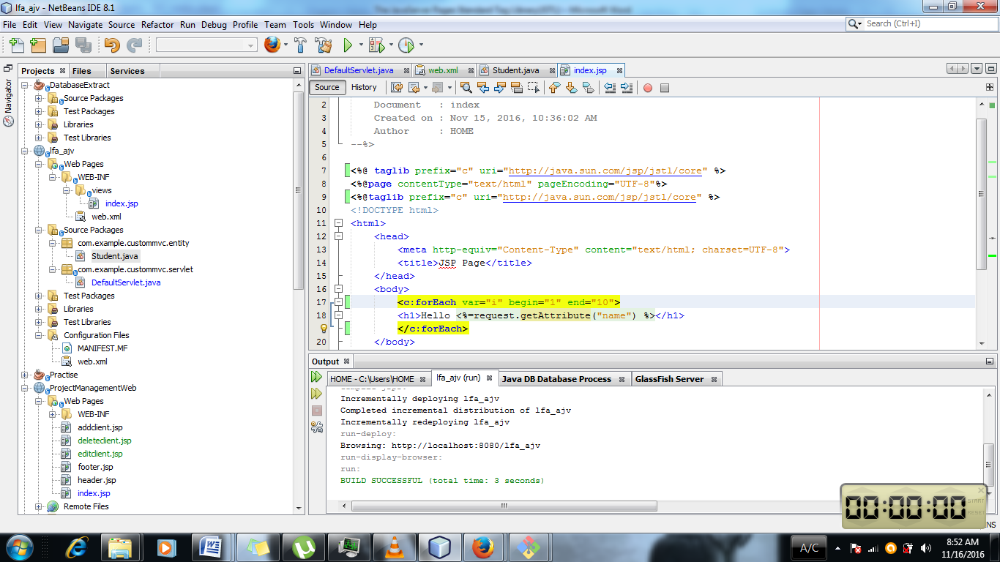 lfa_ajv - NetBeans IDE 8.1
File Edit View Navigate Source Refactor Run Debug Profile Team Tools Window Help
Search (Ctrl+I)
Navigator
Projects Files Services
DatabaseExtract
Source Packages
Test Packages
Libraries
Test Libraries
lfa_ajv
Web Pages
WEB-INF
views
index.jsp
web.xml
Source Packages
com.example.custommvc.entity
Student.java
com.example.custommvc.servlet
DefaultServlet.java
Test Packages
Libraries
Test Libraries
Configuration Files
MANIFEST.MF
web.xml
Practise
ProjectManagementWeb
Web Pages
WEB-INF
addclient.jsp
deleteclient.jsp
editclient.jsp
footer.jsp
header.jsp
index.jsp
Remote Files
DefaultServlet.java web.xml Student.java index.jsp
Source History
2 Document : index
3 Created on : Nov 15, 2016, 10:36:02 AM
4 Author : HOME
5 --%>
6
7 <%@ taglib prefix="c" uri="http://java.sun.com/jsp/jstl/core" %>
8 <%@page contentType="text/html" pageEncoding="UTF-8"%>
9 <%@taglib prefix="c" uri="http://java.sun.com/jsp/jstl/core" %>
10 <!DOCTYPE html>
11 <html>
12 <head>
13 <meta http-equiv="Content-Type" content="text/html; charset=UTF-8">
14 <title>JSP Page</title>
15 </head>
16 <body>
17 <c:forEach var="i" begin="1" end="10">
18 <h1>Hello <%=request.getAttribute("name") %></h1>
</c:forEach>
20 </body>
Output
HOME - C:\Users\HOME lfa_ajv (run) Java DB Database Process GlassFish Server
Incrementally deploying lfa_ajv
Completed incremental distribution of lfa_ajv
Incrementally redeploying lfa_ajv
run-deploy:
Browsing: http://localhost:8080/lfa_ajv
run-display-browser:
run:
BUILD SUCCESSFUL (total time: 3 seconds)
00:00:00
START
RESET
A/C
8:52 AM
11/16/2016